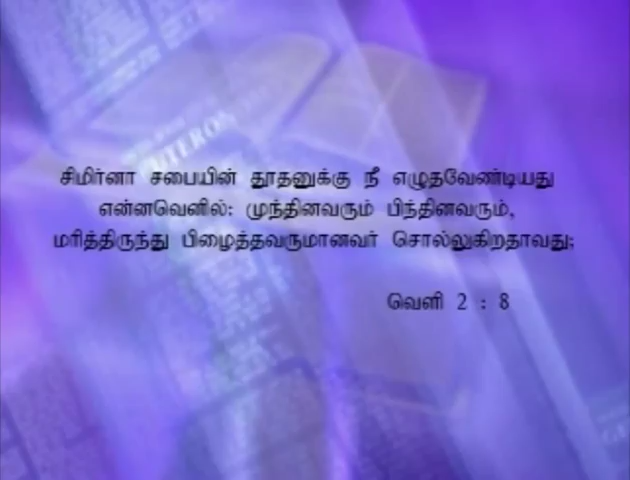 சிமிர்னா சபையின் தூதனுக்கு நீ எழுதவேண்டியது
என்னவெனில்: முந்தினவரும் பிந்தினவரும்,
மரித்திருந்து பிழைத்தவருமானவர் சொல்லுகிறதாவது;
வெளி 2 : 8